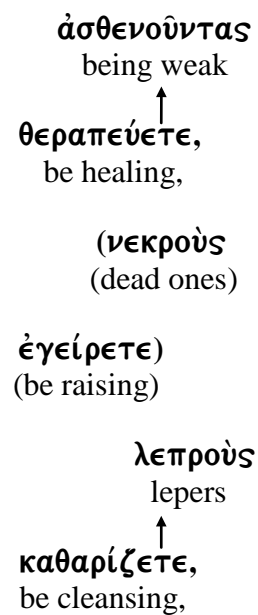 ἀσθενοῦντας
being weak
θεραπεύετε,
be healing,
(νεκροὺς
(dead ones)
ἐγείρετε)
(be raising)
λεπροὺς
lepers
καθαρίζετε,
be cleansing,